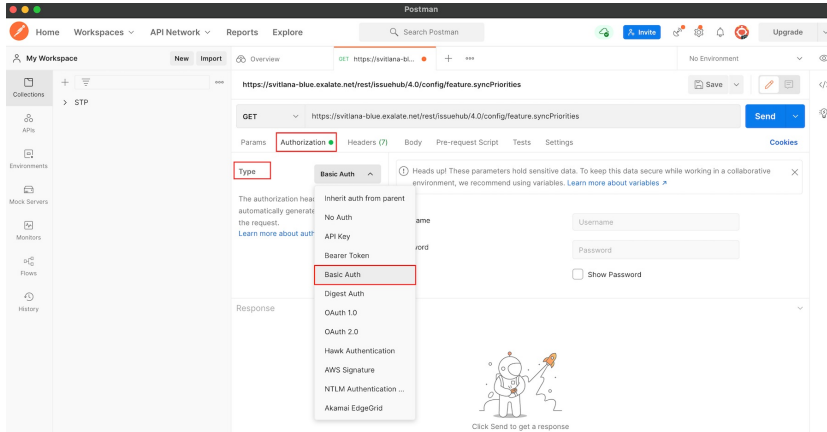 Postman
Home Workspaces API Network Reports Explore Search Postman Invite Upgrade
My Workspace New Import Overview GET https://svitlana-bl... No Environment
Collections
STP
https://svitlana-blue.exalate.net/rest/issuehub/4.0/config/feature.syncPriorities Save
APIs
GET https://svitlana-blue.exalate.net/rest/issuehub/4.0/config/feature.syncPriorities Send
Params Authorization Headers (7) Body Pre-request Script Tests Settings Cookies
Environments
Type Basic Auth Heads up! These parameters hold sensitive data. To keep this data secure while working in a collaborative
environment, we recommend using variables. Learn more about variables ↗
Mock Servers
The authorization head
automatically generate
the request.
Learn more about auth
Inherit auth from parent
No Auth
API Key
Bearer Token
Basic Auth
Digest Auth
OAuth 1.0
OAuth 2.0
Hawk Authentication
AWS Signature
NTLM Authentication ...
Akamai EdgeGrid
ame Username
word Password
Show Password
Monitors
Flows
History
Response
Click Send to get a response